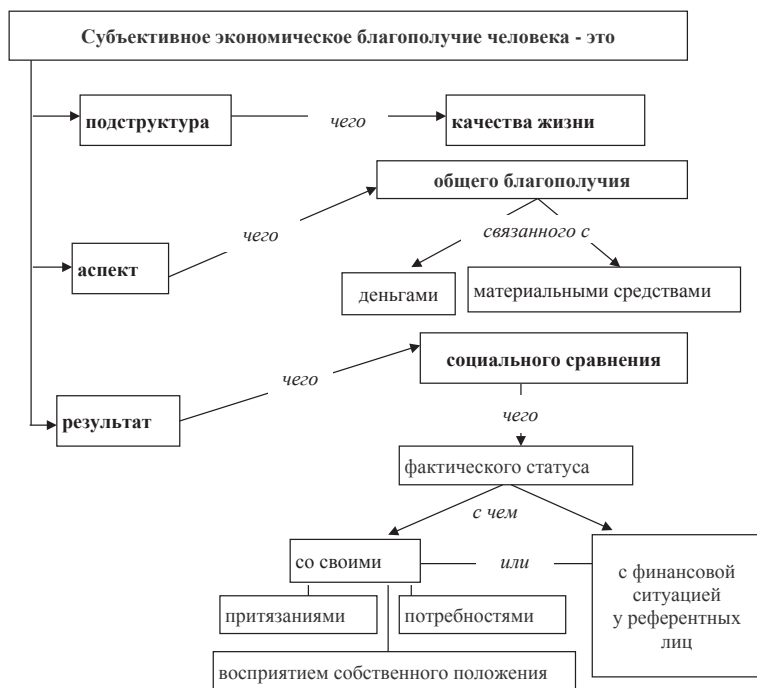 Субъективное экономическое благополучие человека - это
подструктура
чего
качества жизни
общего благополучия
чего
связанного с
аспект
деньгами
материальными средствами
социального сравнения
чего
результат
чего
фактического статуса
с чем
со своими
или
с финансовой
ситуацией
у референтных
лиц
притязаниями
потребностями
восприятием собственного положения